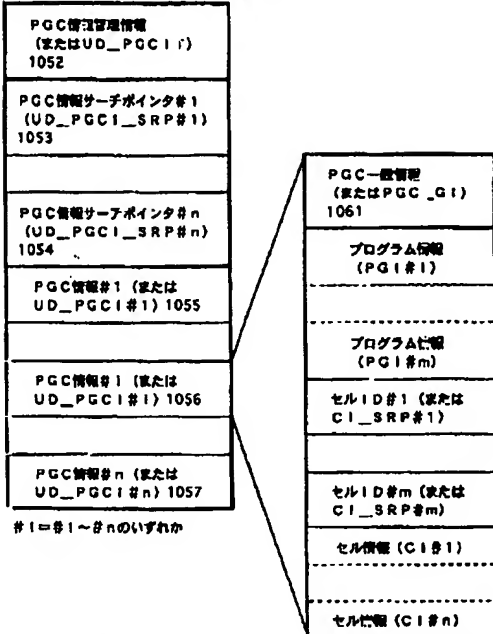 PGC情報管理情報
(またはUD_PGCI I)
1052
PGC情報サーチポインタ#1
(UD_PGCI_SRP#1)
1053
PGC情報サーチポインタ#n
(UD_PGCI_SRP#n)
1054
PGC情報#1 (または
UD_PGCI#1) 1055
PGC情報#i (または
UD_PGCI#i) 1056
PGC情報#n (または
UD_PGCI#n) 1057
#i=#1~#nのいずれか
PGC一般情報
(またはPGC_GI)
1061
プログラム情報
(PGI#1)
プログラム情報
(PGI#m)
セルID#1 (または
CI_SRP#1)
セルID#m (または
CI_SRP#m)
セル情報 (CI#1)
セル情報 (CI#n)